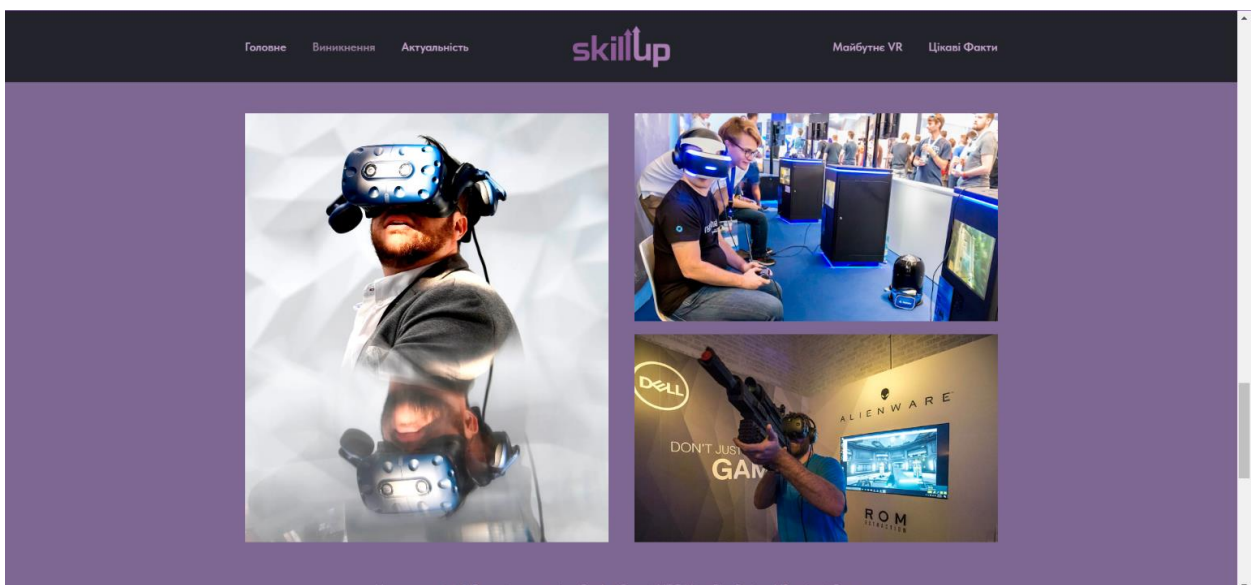 Головне Виникнення Актуальність skillup Майбутнє VR Цікаві Факти
DELL
ALIENWARE
DON'T JUST
GAM
ROM